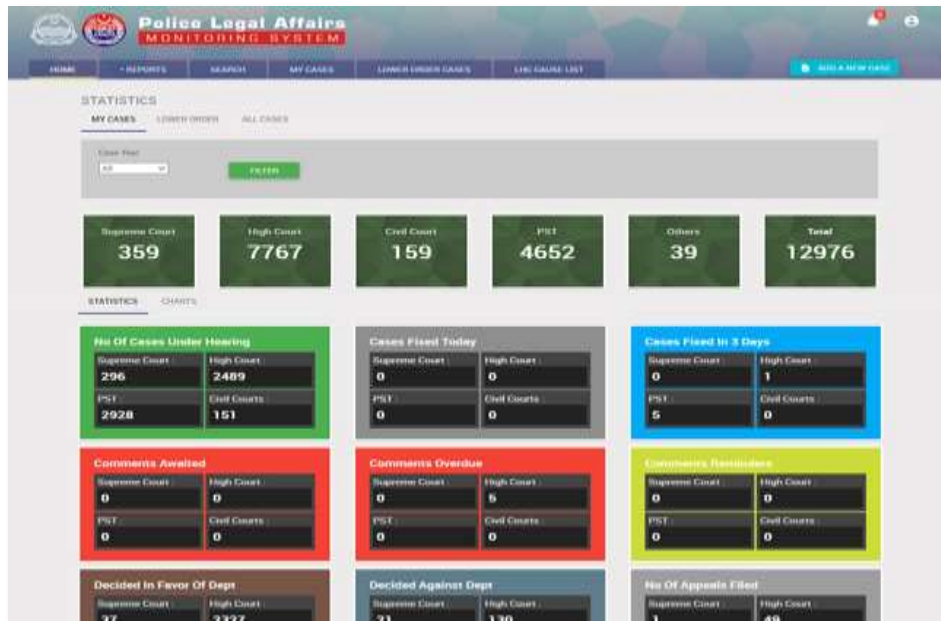 Police Legal Affairs
MONITORING SYSTEM
HOME
REPORTS
SEARCH
MY CASES
LOWER ORDER CASES
LHC CAUSE LIST
ADD A NEW CASE
STATISTICS
MY CASES
LOWER ORDER
ALL CASES
Case Year
All
FILTER
Supreme Court
359
High Court
7767
Civil Court
159
PST
4652
Others
39
Total
12976
STATISTICS
CHARTS
No Of Cases Under Hearing
Supreme Court :
296
High Court :
2489
PST :
2928
Civil Courts :
151
Cases Fixed Today
Supreme Court :
0
High Court :
0
PST :
0
Civil Courts :
0
Cases Fixed In 3 Days
Supreme Court :
0
High Court :
1
PST :
5
Civil Courts :
0
Comments Awaited
Supreme Court :
0
High Court :
0
PST :
0
Civil Courts :
0
Comments Overdue
Supreme Court :
0
High Court :
5
PST :
0
Civil Courts :
0
Comments Reminders
Supreme Court :
0
High Court :
0
PST :
0
Civil Courts :
0
Decided In Favor Of Dept
Supreme Court :
37
High Court :
Decided Against Dept
Supreme Court :
21
High Court :
130
No Of Appeals Filed
Supreme Court :
1
High Court :
49